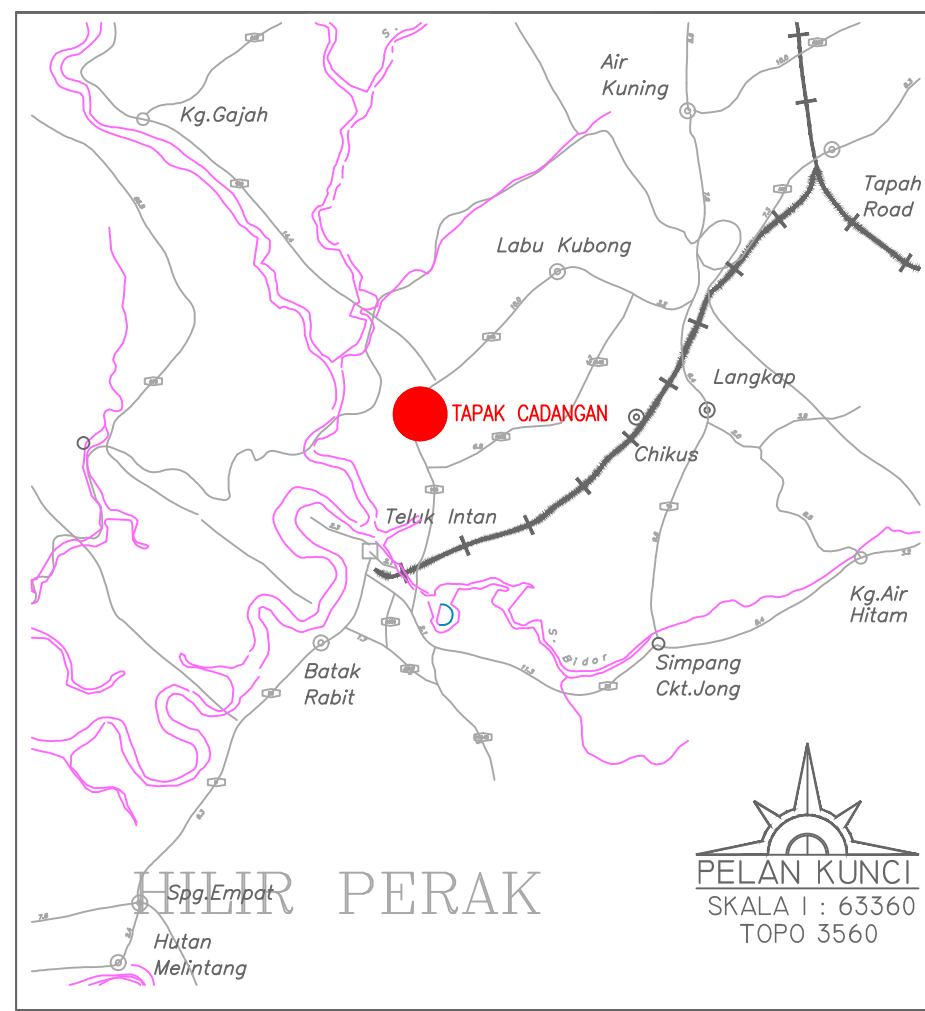 S.
Air
Kuning
Kg.Gajah
Tapah
Road
Labu Kubong
Langkap
TAPAK CADANGAN
Chikus
Teluk Intan
Kg.Air
Hitam
S. Bidor
Simpang
Ckt.Jong
Batak
Rabit
HILIR PERAK
Spg.Empat
Hutan
Melintang
PELAN KUNCI
SKALA 1 : 63360
TOPO 3560